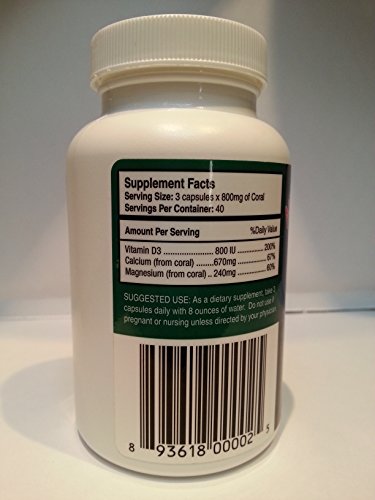 Supplement Facts
Serving Size: 3 capsules x 800mg of Coral
Servings Per Container: 40
Amount Per Serving %Daily Value
Vitamin D3 ........ 800 IU ........ 200%
Calcium (from coral) ...670mg ........ 67%
Magnesium (from coral) .. 240mg ........ 60%
SUGGESTED USE: As a dietary supplement, take 3
capsules daily with 8 ounces of water. Do not use if
pregnant or nursing unless directed by your physician.
8 93618 00002 5